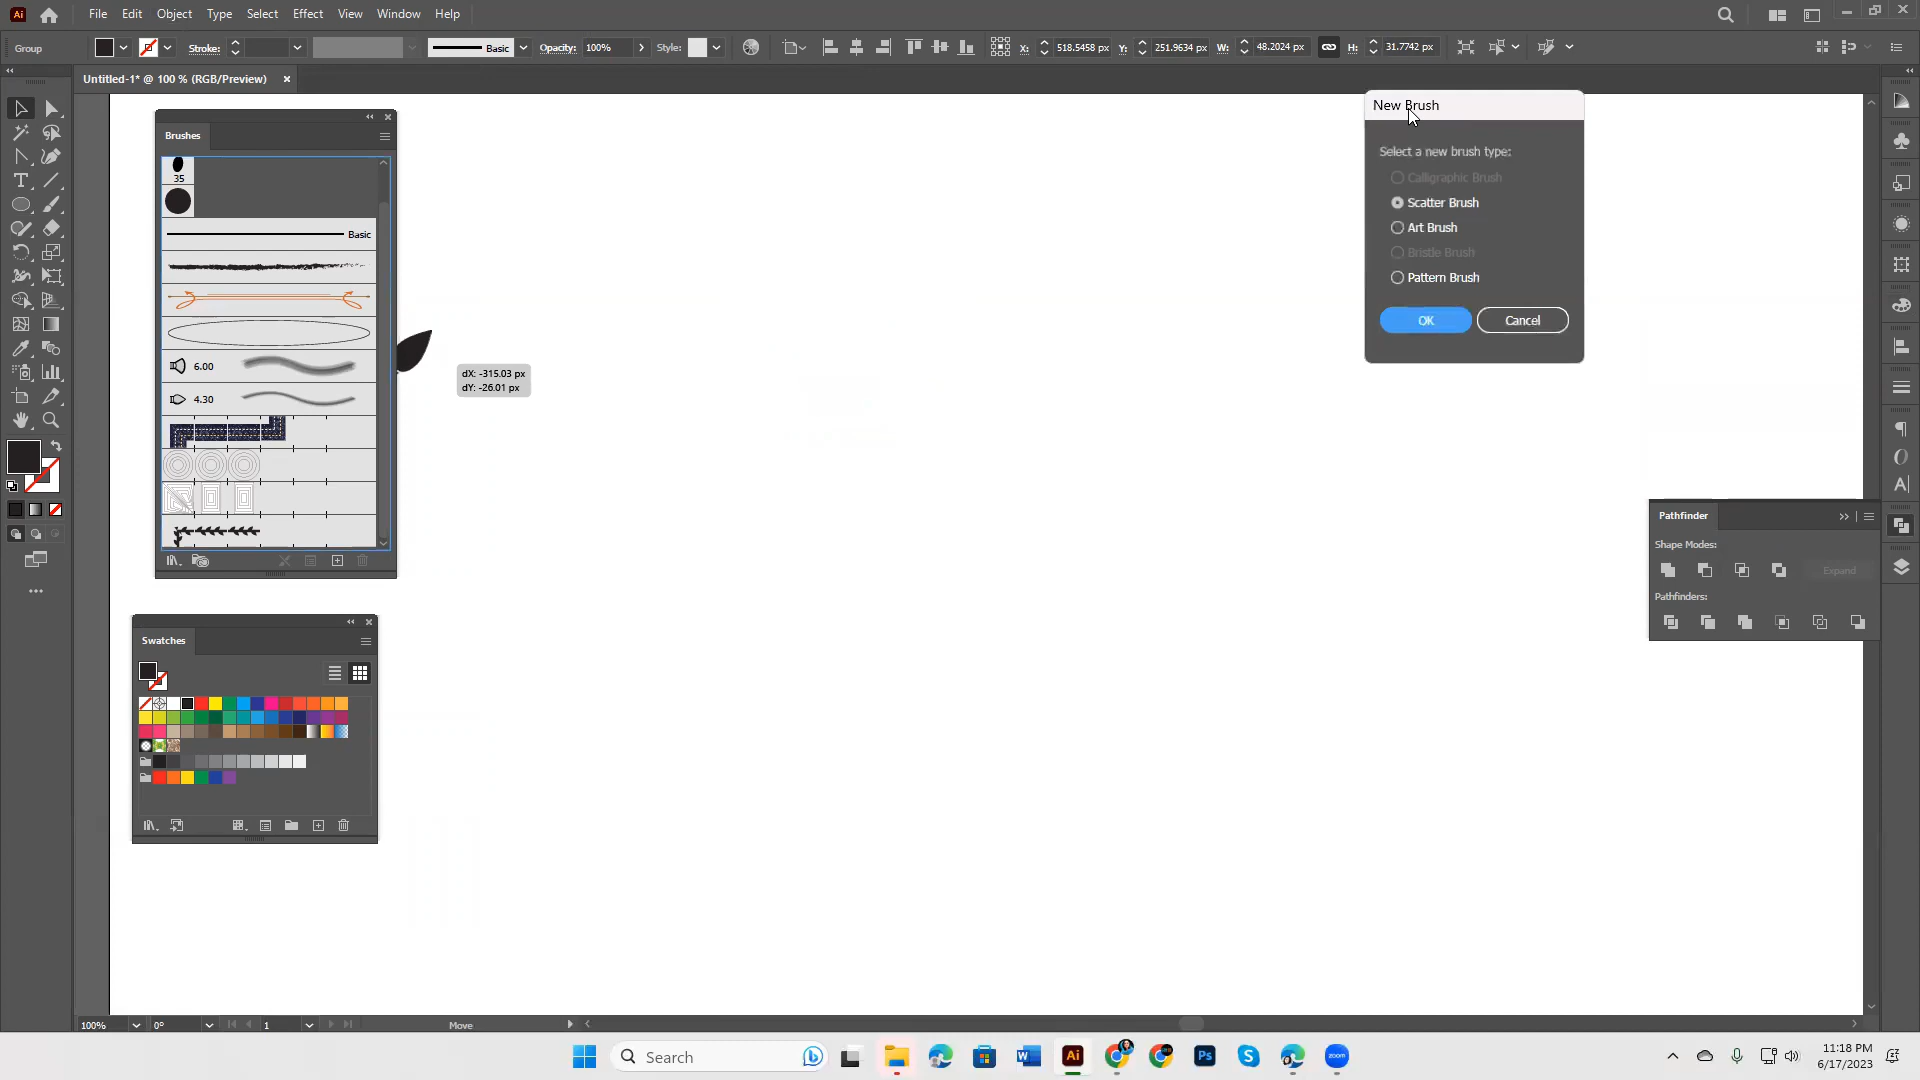 Ai File Edit Object Type Select Effect View Window Help
Group Stroke: Basic Opacity: 100% Style: X: 518.5458 px Y: 251.9634 px W: 48.2024 px H: 31.7742 px
Untitled-1* @ 100 % (RGB/Preview)
New Brush
Select a new brush type:
Calligraphic Brush
Scatter Brush
Art Brush
Bristle Brush
Pattern Brush
OK Cancel
Brushes
35
Basic
6.00
4.30
dX: -315.03 px
dY: -26.01 px
Pathfinder
Shape Modes:
Expand
Pathfinders:
Swatches
100% 0° 1 Move
Search
W Ai Ps S zoom
11:18 PM
6/17/2023